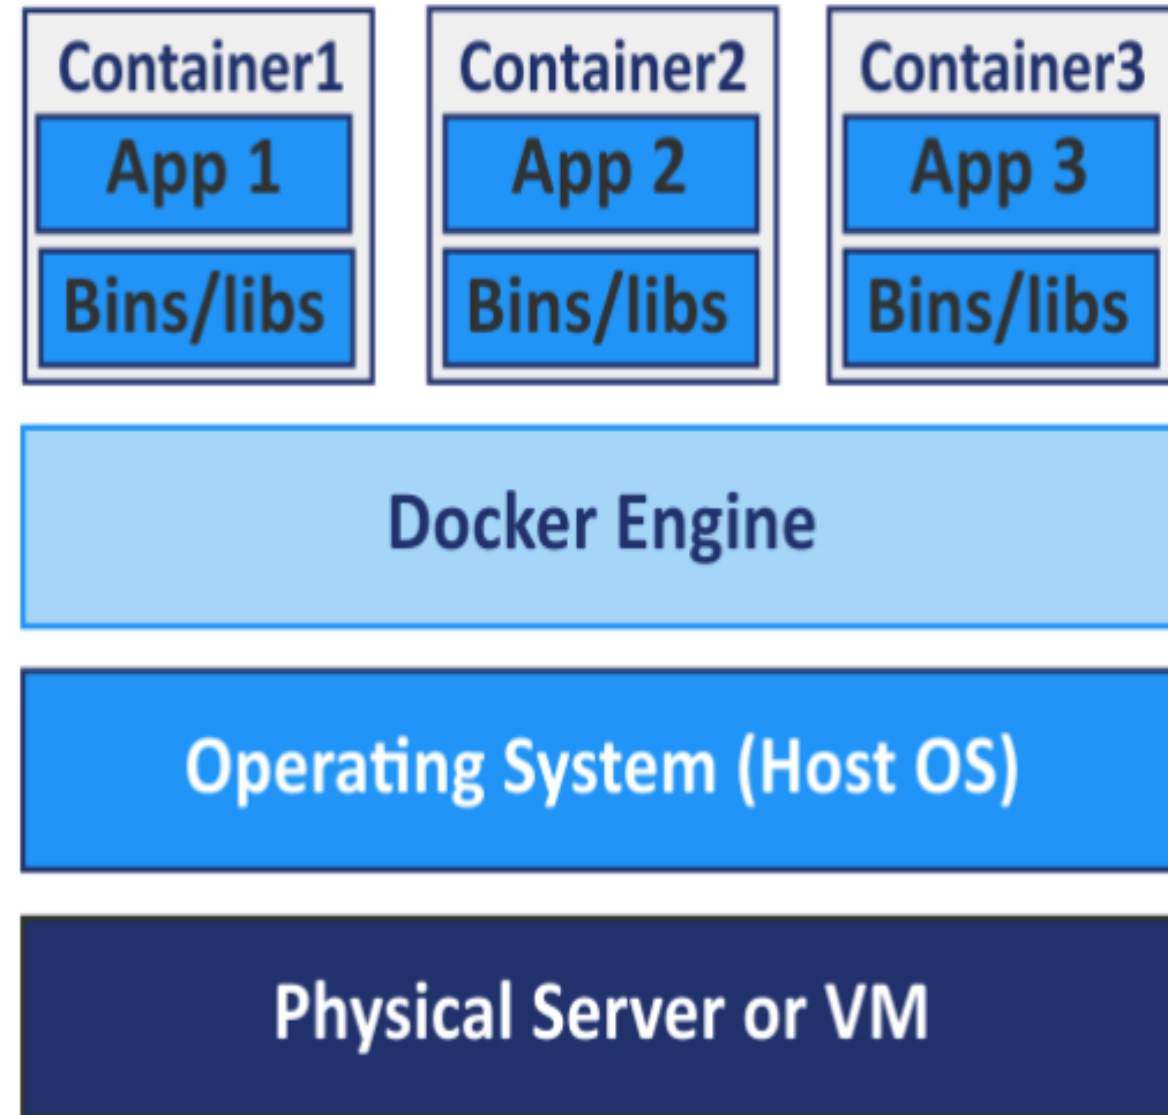 Container1
Container2
Container3
App 1
App 2
App 3
Bins/libs
Bins/libs
Bins/libs
Docker Engine
Operating System (Host OS)
Physical Server or VM